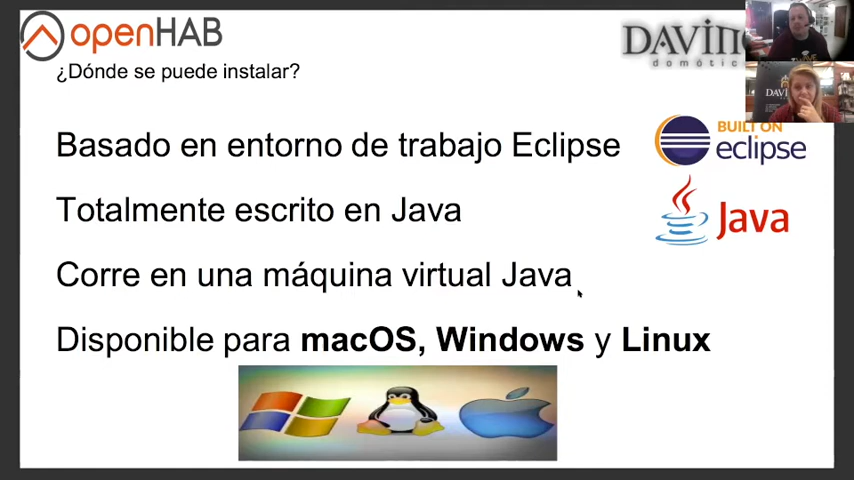 openHAB
¿Dónde se puede instalar?
domótic
Basado en entorno de trabajo Eclipse
BUILT ON
eclipse
Totalmente escrito en Java
Java
Corre en una máquina virtual Java
Disponible para macOS, Windows y Linux